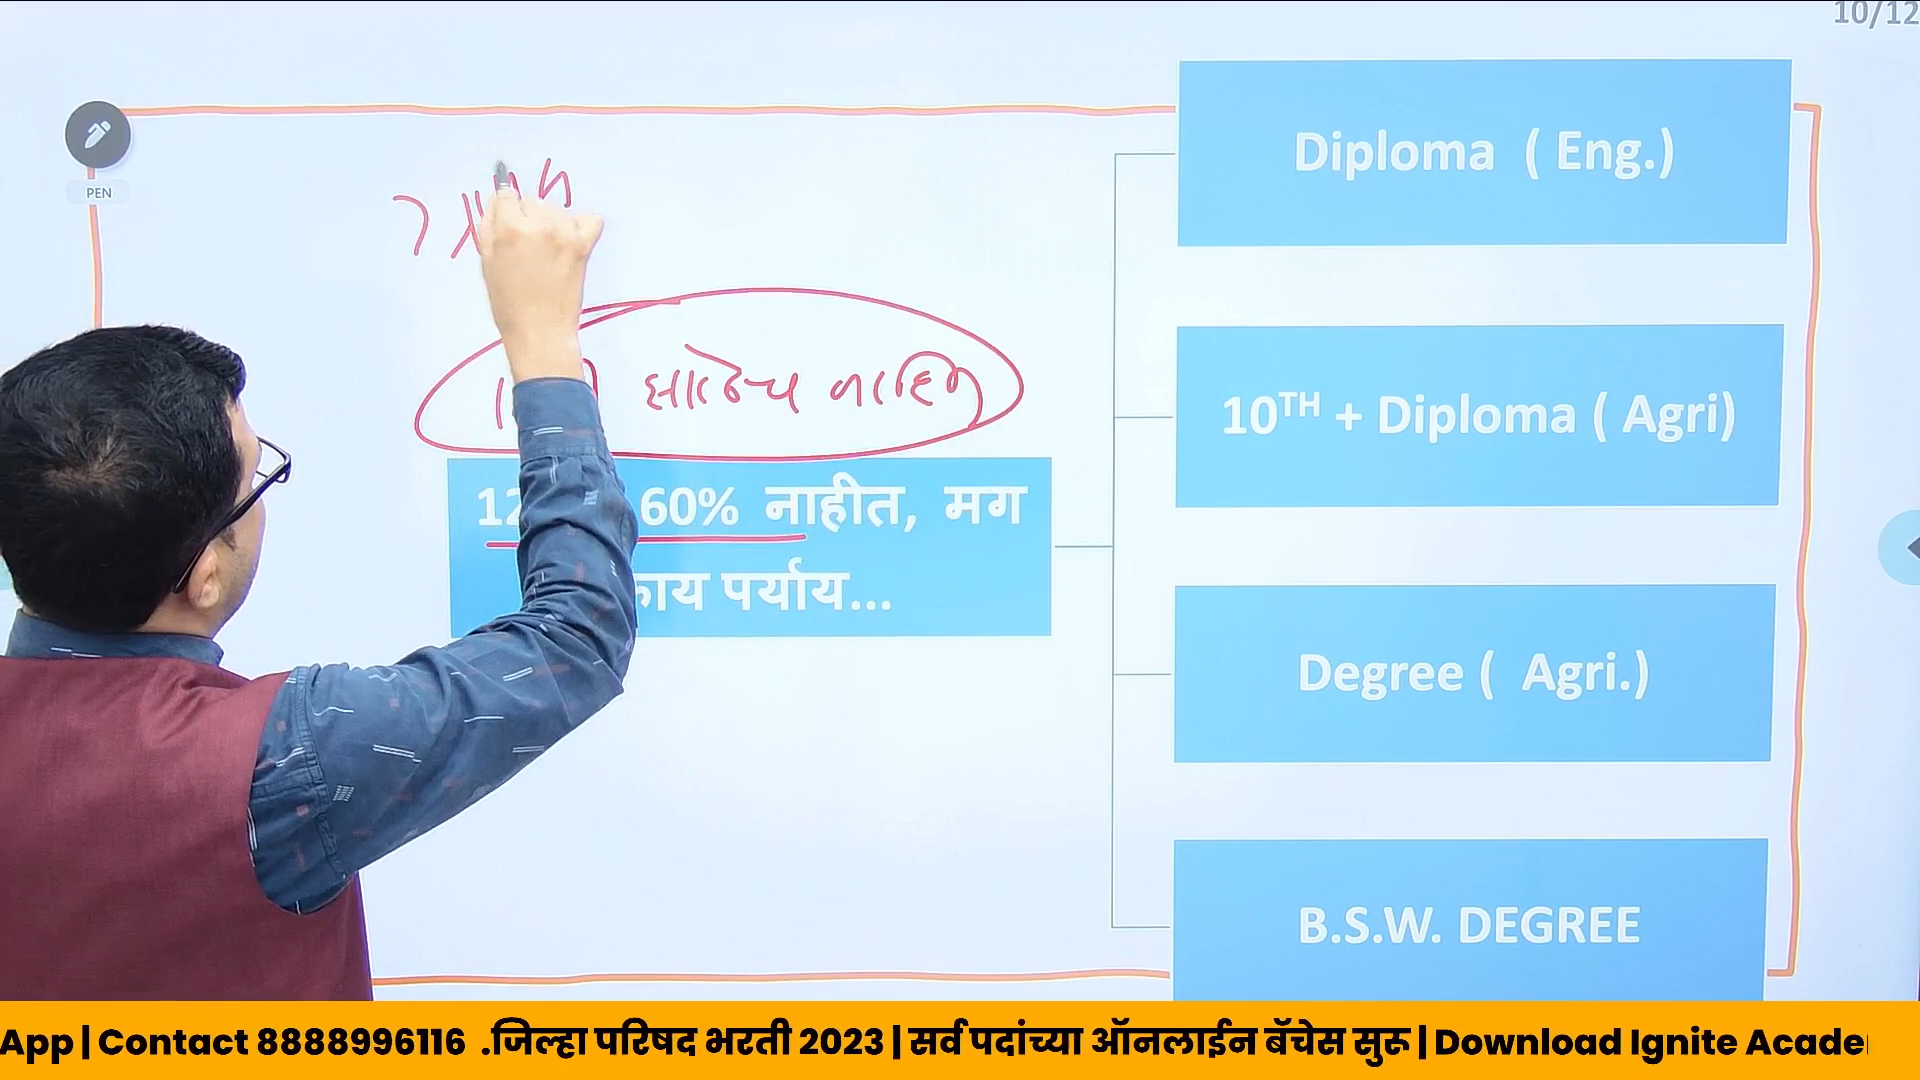 10/12
PEN
Diploma ( Eng.)
10TH + Diploma ( Agri)
60% नाहीत, मग
काय पर्याय...
Degree ( Agri.)
B.S.W. DEGREE
App | Contact 8888996116 .जिल्हा परिषद भरती 2023 | सर्व पदांच्या ऑनलाईन बॅचेस सुरू | Download Ignite Acade